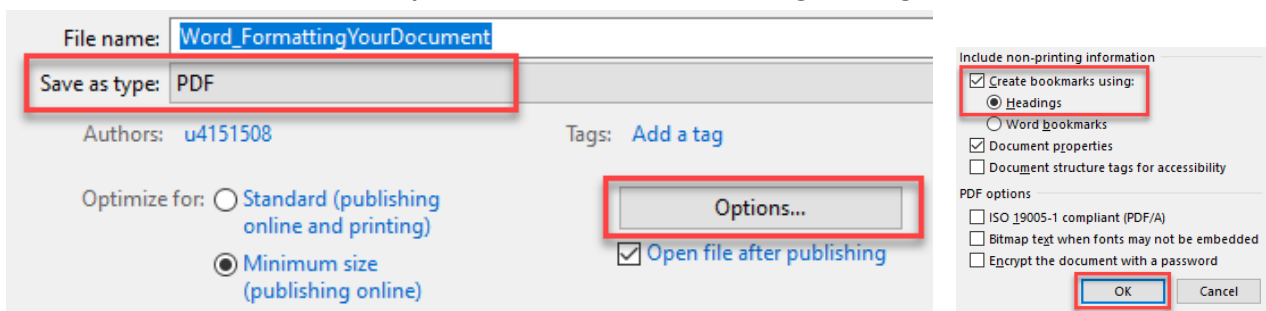 File name: Word_FormattingYourDocument
Save as type: PDF
Authors: u4151508 Tags: Add a tag
Optimize for: Standard (publishing
online and printing)
Minimum size
(publishing online)
Options...
Open file after publishing
Include non-printing information
Create bookmarks using:
Headings
Word bookmarks
Document properties
Document structure tags for accessibility
PDF options
ISO 19005-1 compliant (PDF/A)
Bitmap text when fonts may not be embedded
Encrypt the document with a password
OK Cancel